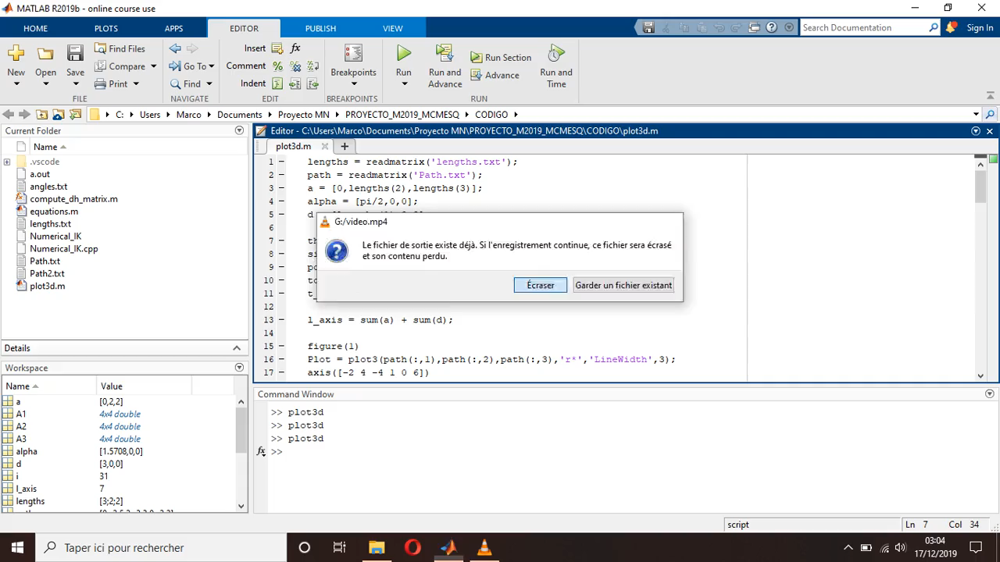 MATLAB R2019b - online course use
HOME PLOTS APPS EDITOR PUBLISH VIEW Search Documentation Sign In
New Open Save Find Files Compare Print
FILE
Go To Find
NAVIGATE
Insert fx
Comment
Indent
EDIT
Breakpoints
BREAKPOINTS
Run Run and Advance Run Section Advance Run and Time
RUN
C: Users Marco Documents Proyecto MN PROYECTO_M2019_MCMESQ CODIGO
Current Folder
Name
.vscode
a.out
angles.txt
compute_dh_matrix.m
equations.m
lengths.txt
Numerical_IK
Numerical_IK.cpp
Path.txt
Path2.txt
plot3d.m
Details
Workspace
Name Value
a [0,2,2]
A1 4x4 double
A2 4x4 double
A3 4x4 double
alpha [1.5708,0,0]
d [3,0,0]
i 31
l_axis 7
lengths [3;2;2]
Editor - C:\Users\Marco\Documents\Proyecto MN\PROYECTO_M2019_MCMESQ\CODIGO\plot3d.m
plot3d.m
1 lengths = readmatrix('lengths.txt');
2 path = readmatrix('Path.txt');
3 a = [0,lengths(2),lengths(3)];
4 alpha = [pi/2,0,0];
5 d
6
7 th
8 si
9 po
10 to
11 t_
12
13 l_axis = sum(a) + sum(d);
14
15 figure(1)
16 Plot = plot3(path(:,1),path(:,2),path(:,3),'r*','LineWidth',3);
17 axis([-2 4 -4 1 0 6])
G:/video.mp4
Le fichier de sortie existe déjà. Si l'enregistrement continue, ce fichier sera écrasé
et son contenu perdu.
Écraser Garder un fichier existant
Command Window
>> plot3d
>> plot3d
>> plot3d
fx >>
script Ln 7 Col 34
Taper ici pour rechercher
03:04
17/12/2019